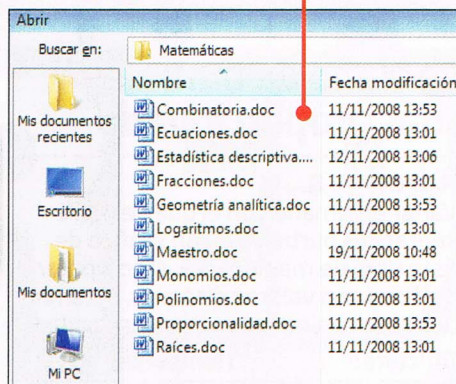 Abrir
Buscar en: Matemáticas
Nombre Fecha modificación
Combinatoria.doc 11/11/2008 13:53
Ecuaciones.doc 11/11/2008 13:01
Estadística descriptiva.... 12/11/2008 13:06
Fracciones.doc 11/11/2008 13:01
Geometría analítica.doc 11/11/2008 13:53
Logaritmos.doc 11/11/2008 13:01
Maestro.doc 19/11/2008 10:48
Monomios.doc 11/11/2008 13:01
Polinomios.doc 11/11/2008 13:01
Proporcionalidad.doc 11/11/2008 13:53
Raíces.doc 11/11/2008 13:01
Mis documentos
recientes
Escritorio
Mis documentos
Mi PC